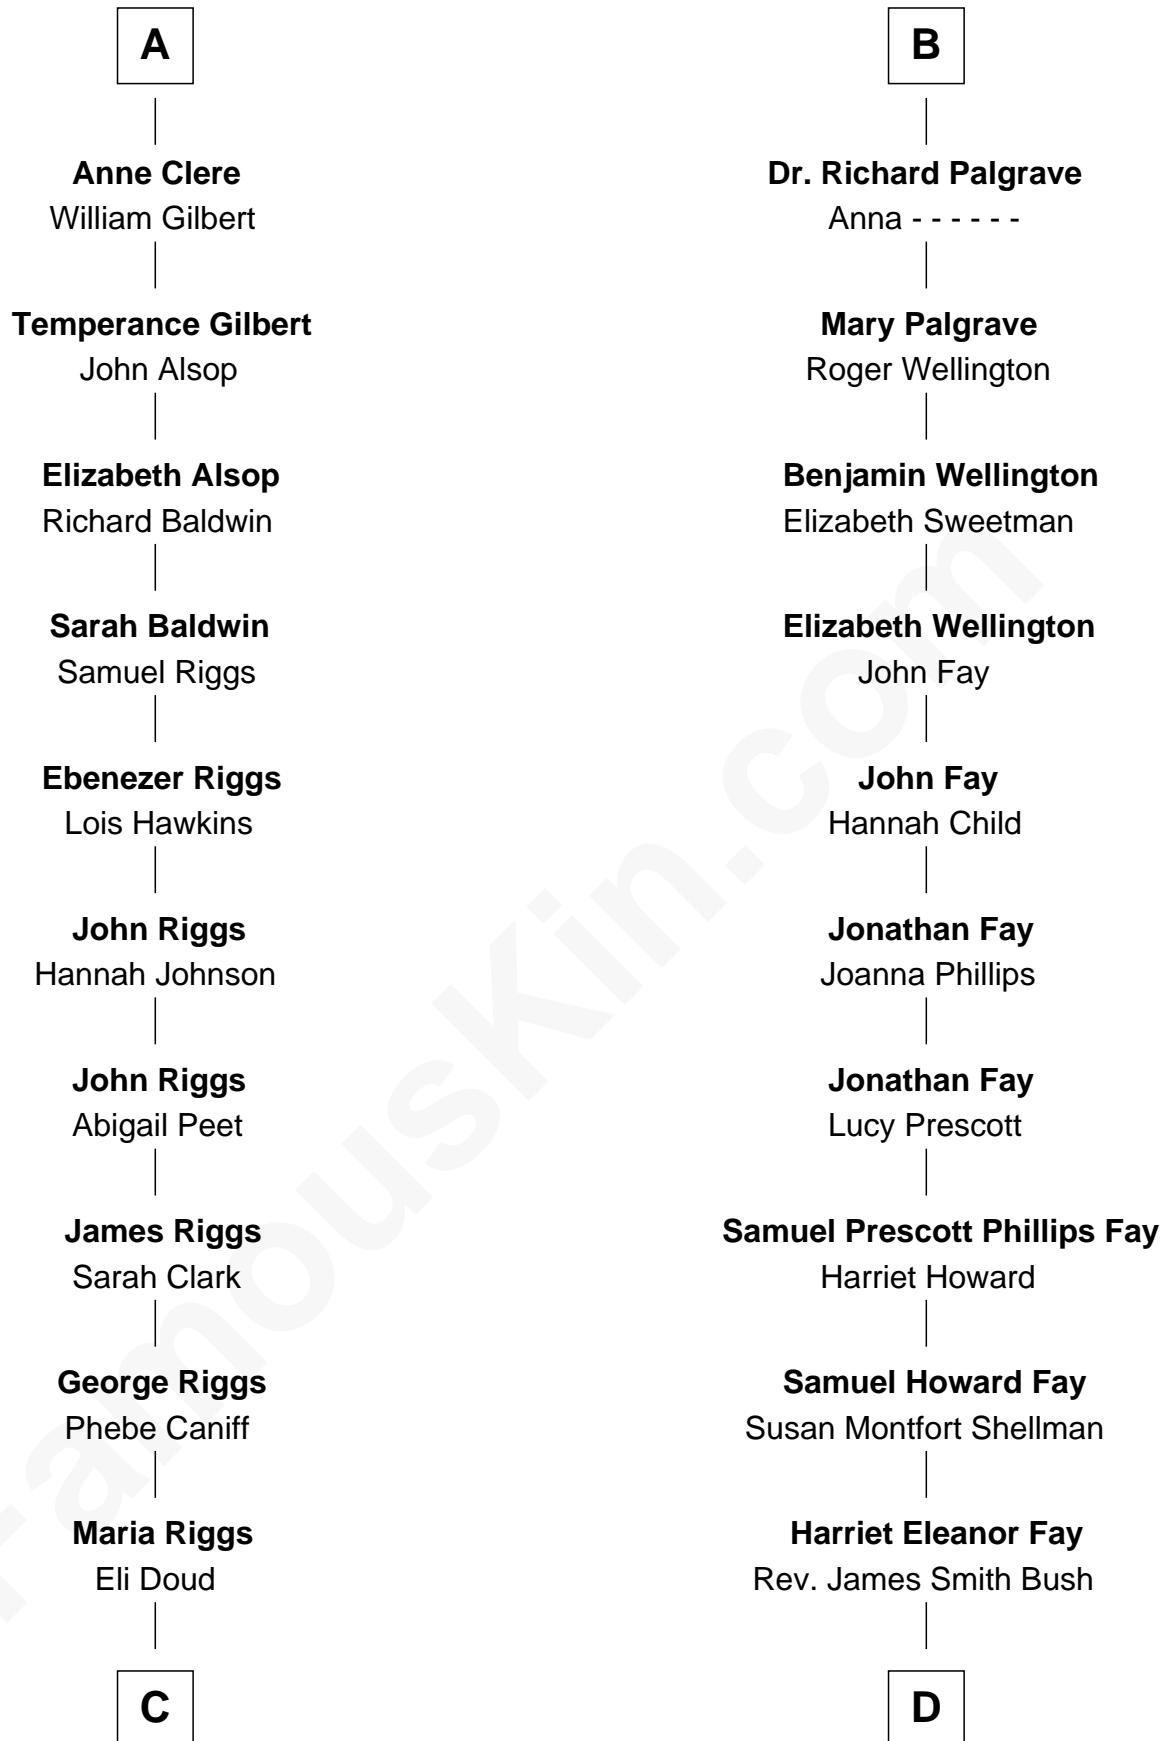 A
Anne Clere
William Gilbert
Temperance Gilbert
John Alsop
Elizabeth Alsop
Richard Baldwin
Sarah Baldwin
Samuel Riggs
Ebenezer Riggs
Lois Hawkins
John Riggs
Hannah Johnson
John Riggs
Abigail Peet
James Riggs
Sarah Clark
George Riggs
Phebe Caniff
Maria Riggs
Eli Doud
C
B
Dr. Richard Palgrave
Anna - - - - - -
Mary Palgrave
Roger Wellington
Benjamin Wellington
Elizabeth Sweetman
Elizabeth Wellington
John Fay
John Fay
Hannah Child
Jonathan Fay
Joanna Phillips
Jonathan Fay
Lucy Prescott
Samuel Prescott Phillips Fay
Harriet Howard
Samuel Howard Fay
Susan Montfort Shellman
Harriet Eleanor Fay
Rev. James Smith Bush
D
FamousKin.com